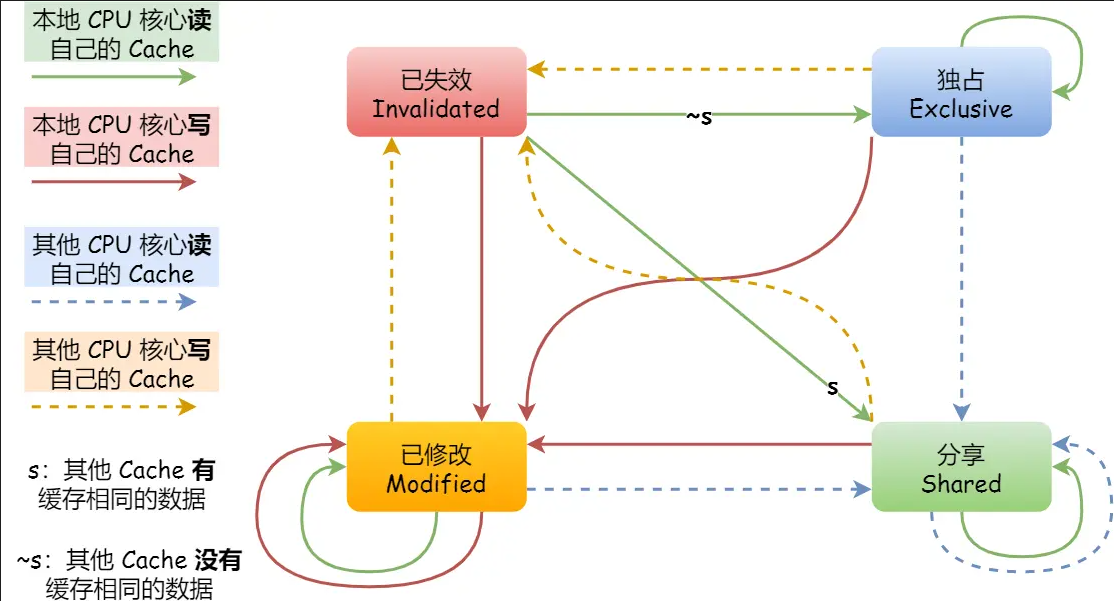 本地 CPU 核心读
自己的 Cache
本地 CPU 核心写
自己的 Cache
其他 CPU 核心读
自己的 Cache
其他 CPU 核心写
自己的 Cache
s：其他 Cache 有
缓存相同的数据
~s：其他 Cache 没有
缓存相同的数据
已失效
Invalidated
独占
Exclusive
~s
s
已修改
Modified
分享
Shared